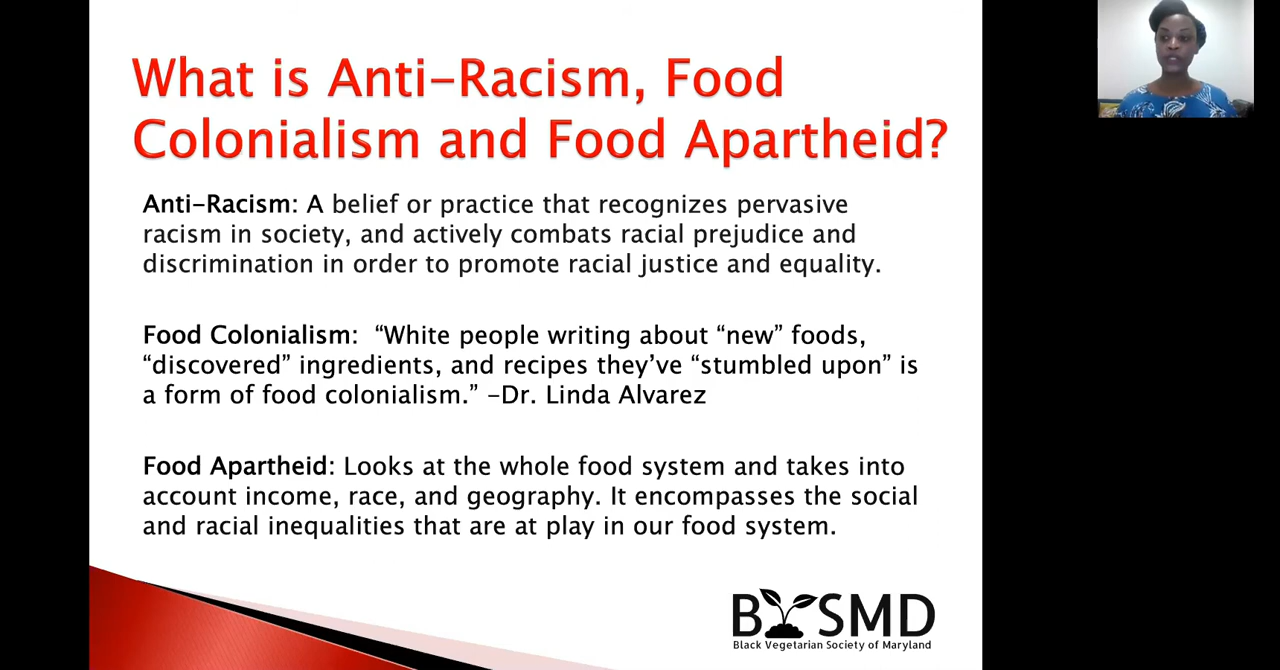 What is Anti-Racism, Food
Colonialism and Food Apartheid?
Anti-Racism: A belief or practice that recognizes pervasive
racism in society, and actively combats racial prejudice and
discrimination in order to promote racial justice and equality.
Food Colonialism:  “White people writing about “new” foods,
“discovered” ingredients, and recipes they’ve “stumbled upon” is
a form of food colonialism.” -Dr. Linda Alvarez
Food Apartheid: Looks at the whole food system and takes into
account income, race, and geography. It encompasses the social
and racial inequalities that are at play in our food system.
BVSMD
Black Vegetarian Society of Maryland